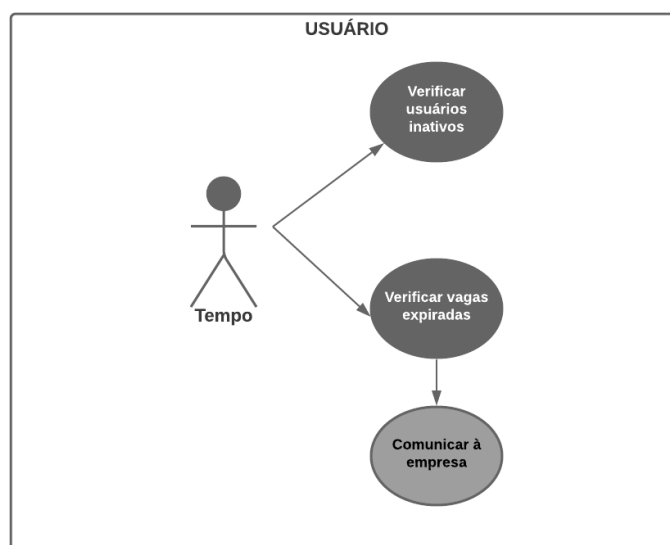 USUÁRIO
Verificar
usuários
inativos
Tempo
Verificar vagas
expiradas
Comunicar à
empresa